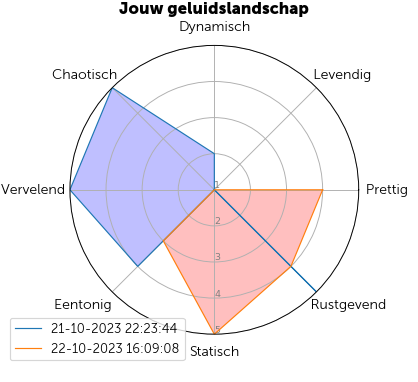 Jouw geluidslandschap
Dynamisch
Chaotisch
Levendig
Vervelend
1
Prettig
2
3
4
5
Eentonig
Rustgevend
Statisch
21-10-2023 22:23:44
22-10-2023 16:09:08